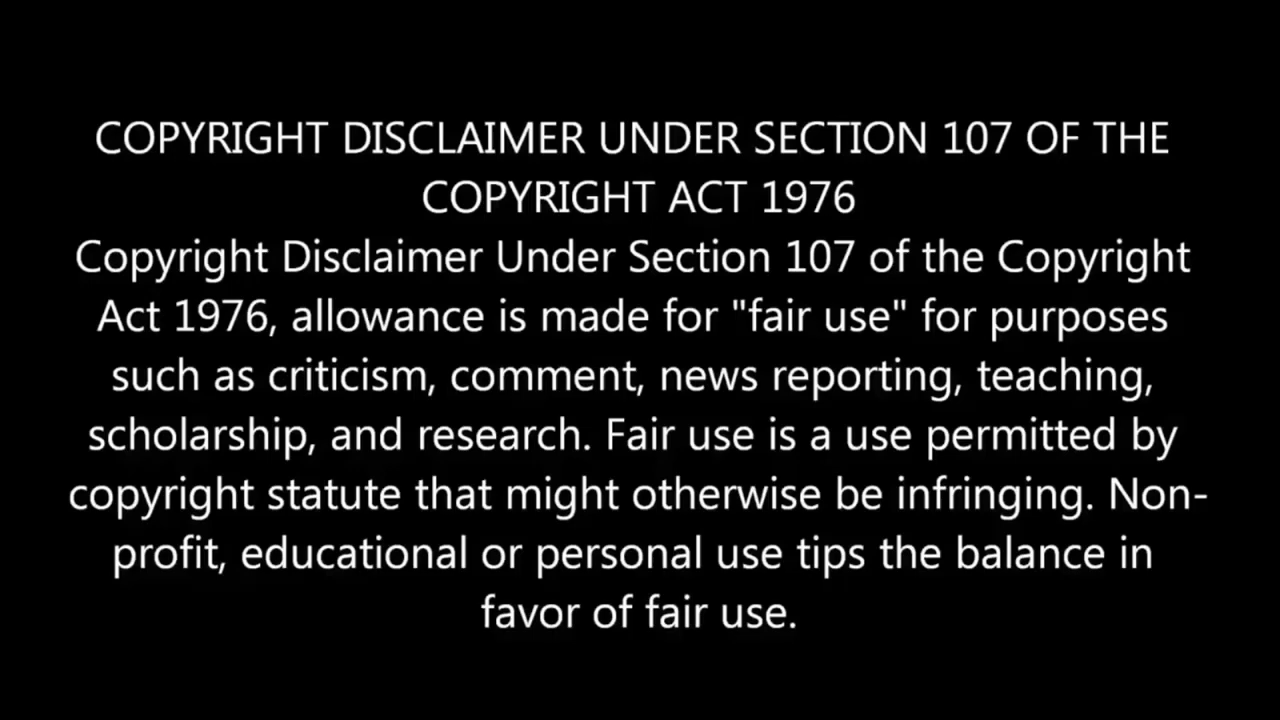 COPYRIGHT DISCLAIMER UNDER SECTION 107 OF THE
COPYRIGHT ACT 1976
Copyright Disclaimer Under Section 107 of the Copyright
Act 1976, allowance is made for "fair use" for purposes
such as criticism, comment, news reporting, teaching,
scholarship, and research. Fair use is a use permitted by
copyright statute that might otherwise be infringing. Non-
profit, educational or personal use tips the balance in
favor of fair use.